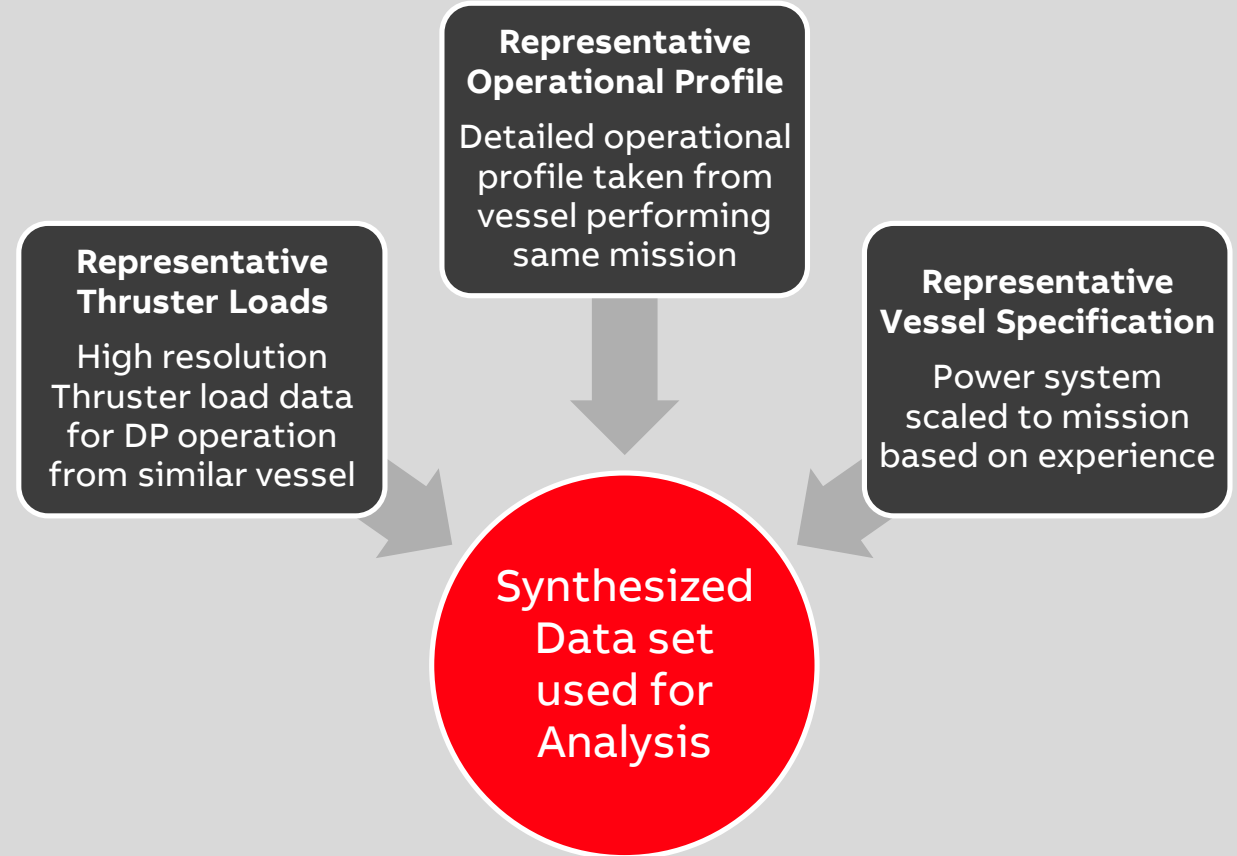 Representative
Operational Profile
Detailed operational
profile taken from
vessel performing
same mission
Representative
Thruster Loads
High resolution
Thruster load data
for DP operation
from similar vessel
Representative
Vessel Specification
Power system
scaled to mission
based on experience
Synthesized
Data set
used for
Analysis